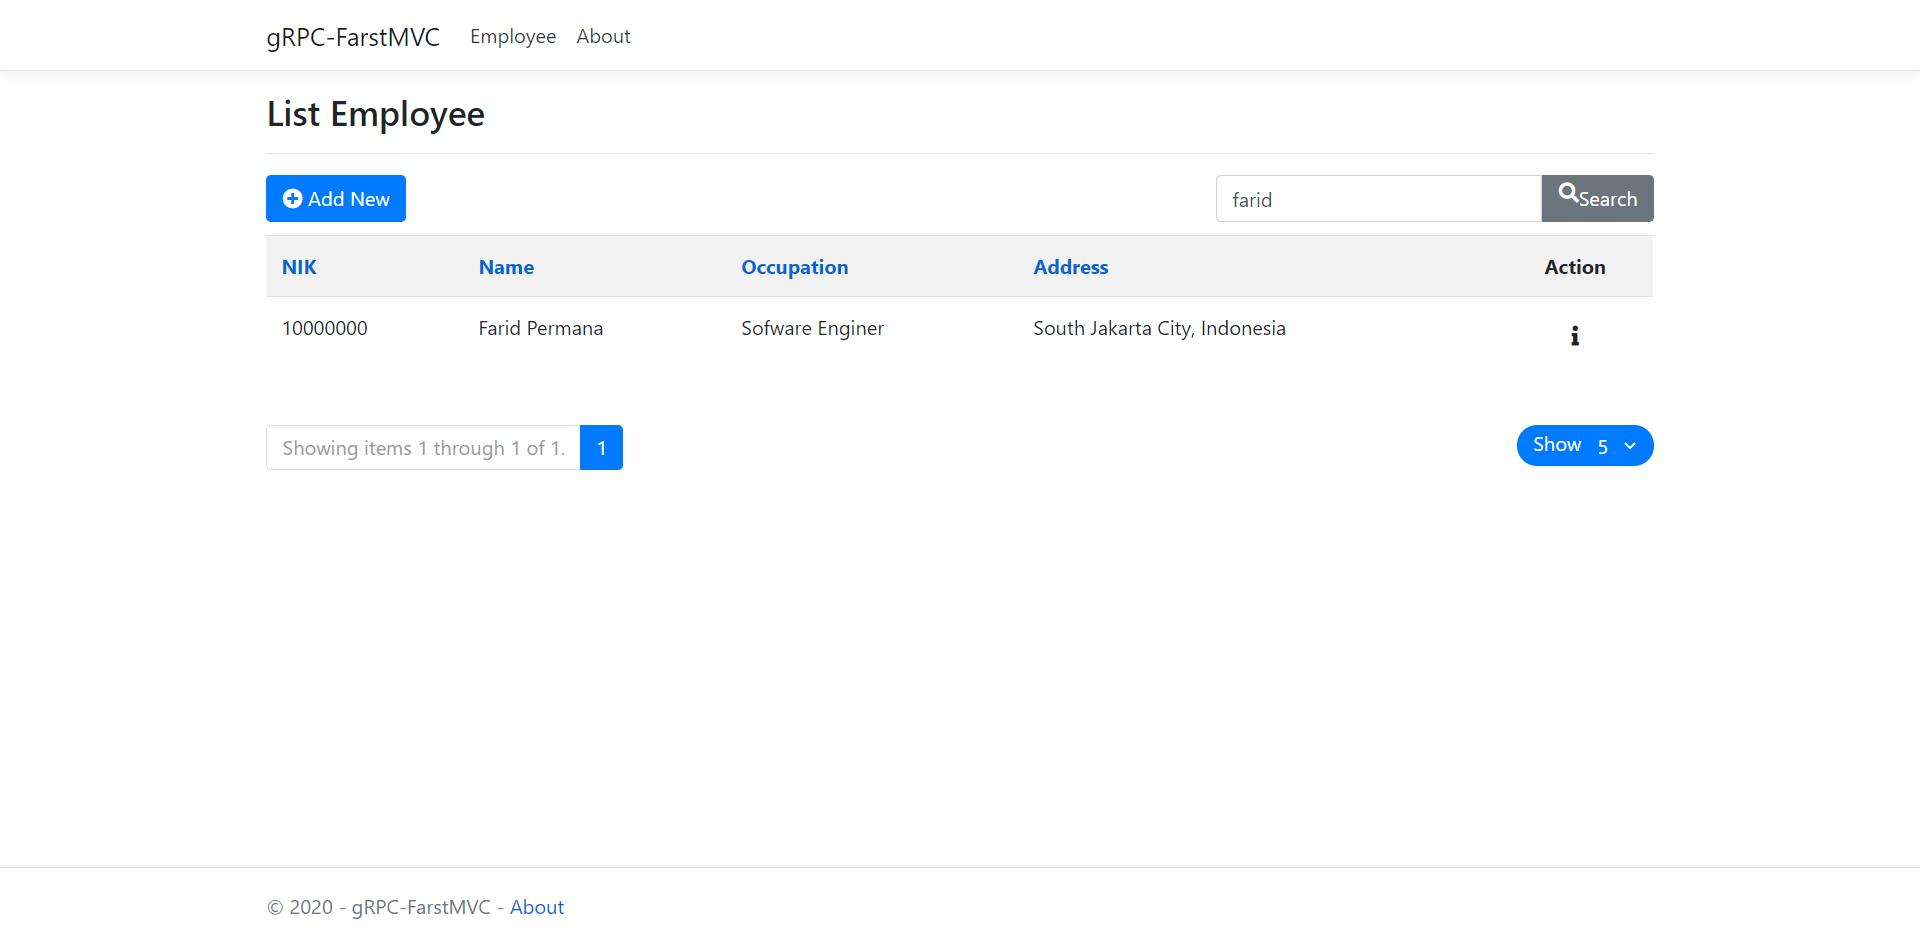 gRPC-FarstMVC Employee About
List Employee
Add New
farid
Search
NIK Name Occupation Address Action
10000000 Farid Permana Sofware Enginer South Jakarta City, Indonesia
Showing items 1 through 1 of 1. 1
Show 5
© 2020 - gRPC-FarstMVC - About